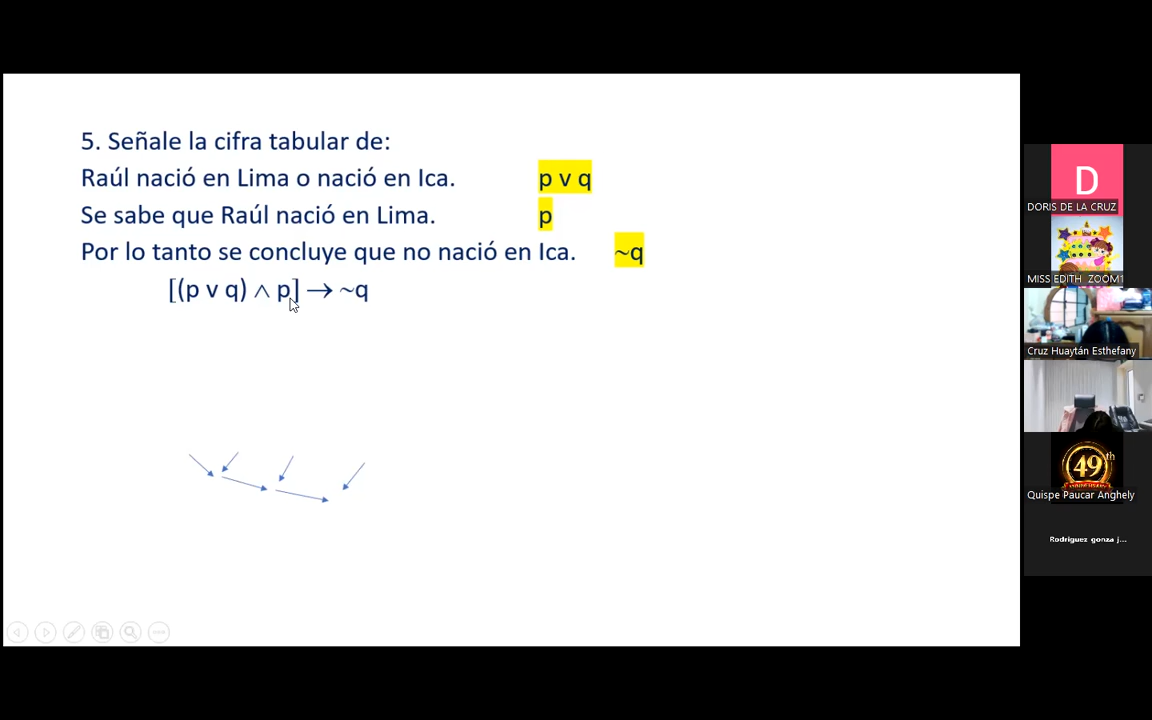 5. Señale la cifra tabular de:
Raúl nació en Lima o nació en Ica. p v q
Se sabe que Raúl nació en Lima. p
Por lo tanto se concluye que no nació en Ica. ~q
[(p v q) ∧ p] → ~q
D
DORIS DE LA CRUZ
MISS EDITH ZOOM1
Cruz Huaytán Esthefany
49th
ANNIVERSARY
Quispe Paucar Anghely
Rodriguez gonza j...